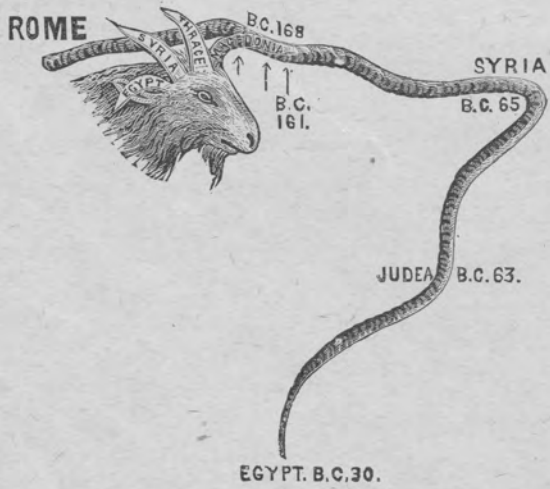 ROME
B.C. 168
SYRIA
THRACE
EGYPT
B.C.
161.
SYRIA
B.C. 65
JUDEA B.C. 63.
EGYPT. B.C. 30.